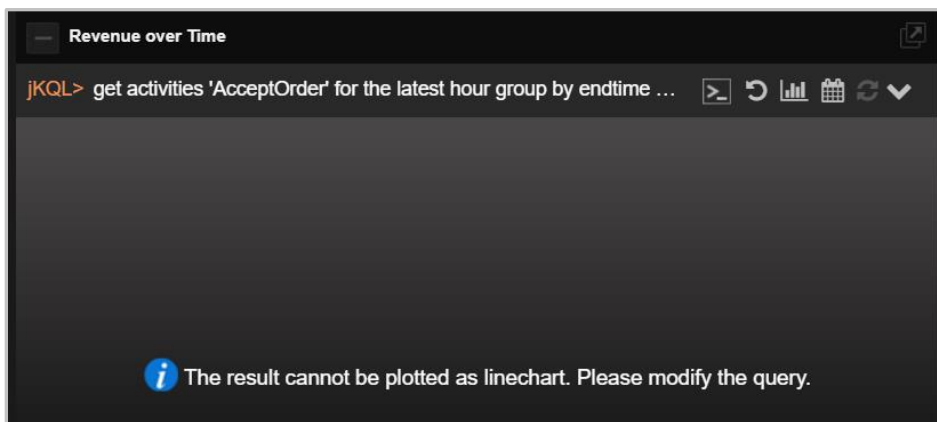 Revenue over Time
jKQL> get activities 'AcceptOrder' for the latest hour group by endtime ...
The result cannot be plotted as linechart. Please modify the query.